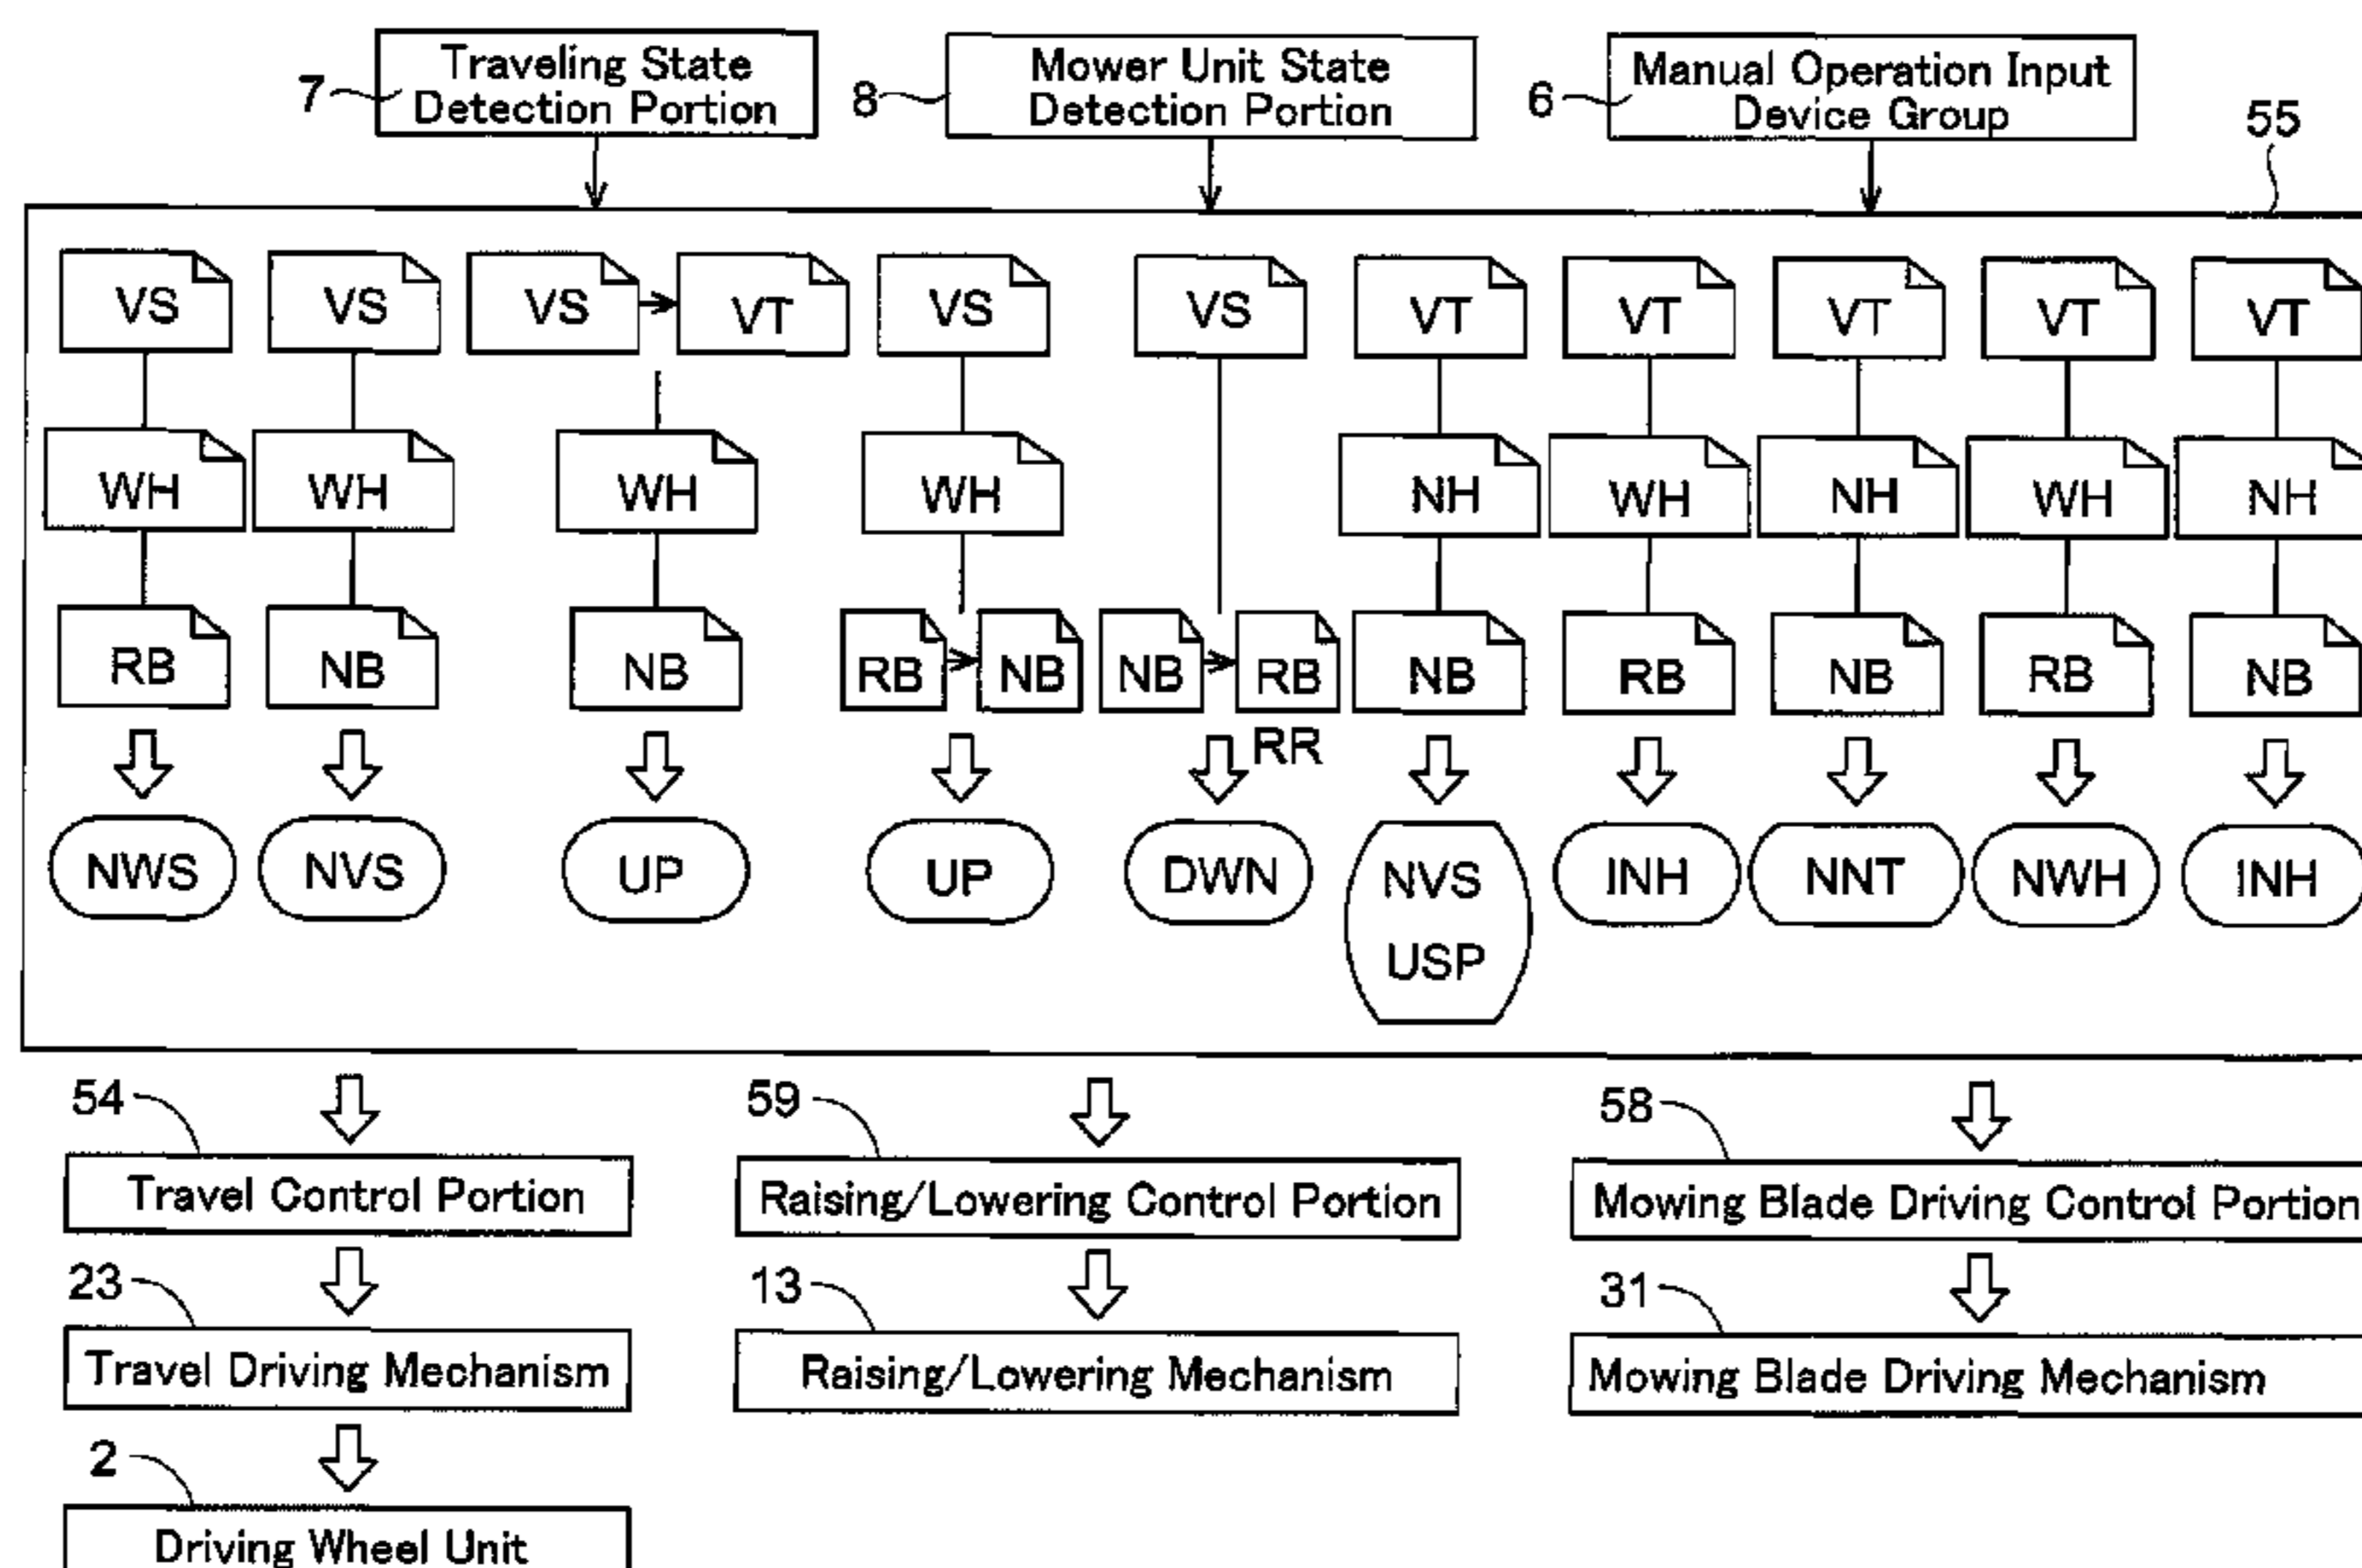 7
Traveling State
Detection Portion
8
Mower Unit State
Detection Portion
6
Manual Operation Input
Device Group
55
VS VS VS VT VS VS VT VT VT VT VT
WH WH WH WH NH WH NH WH NH
RB NB NB RB NB NB RB NB RB NB RB NB
RR
NWS NVS UP UP DWN NVS INH NNT NWH INH
USP
54
59
58
Travel Control Portion
Raising/Lowering Control Portion
Mowing Blade Driving Control Portion
23
13
31
Travel Driving Mechanism
Raising/Lowering Mechanism
Mowing Blade Driving Mechanism
2
Driving Wheel Unit